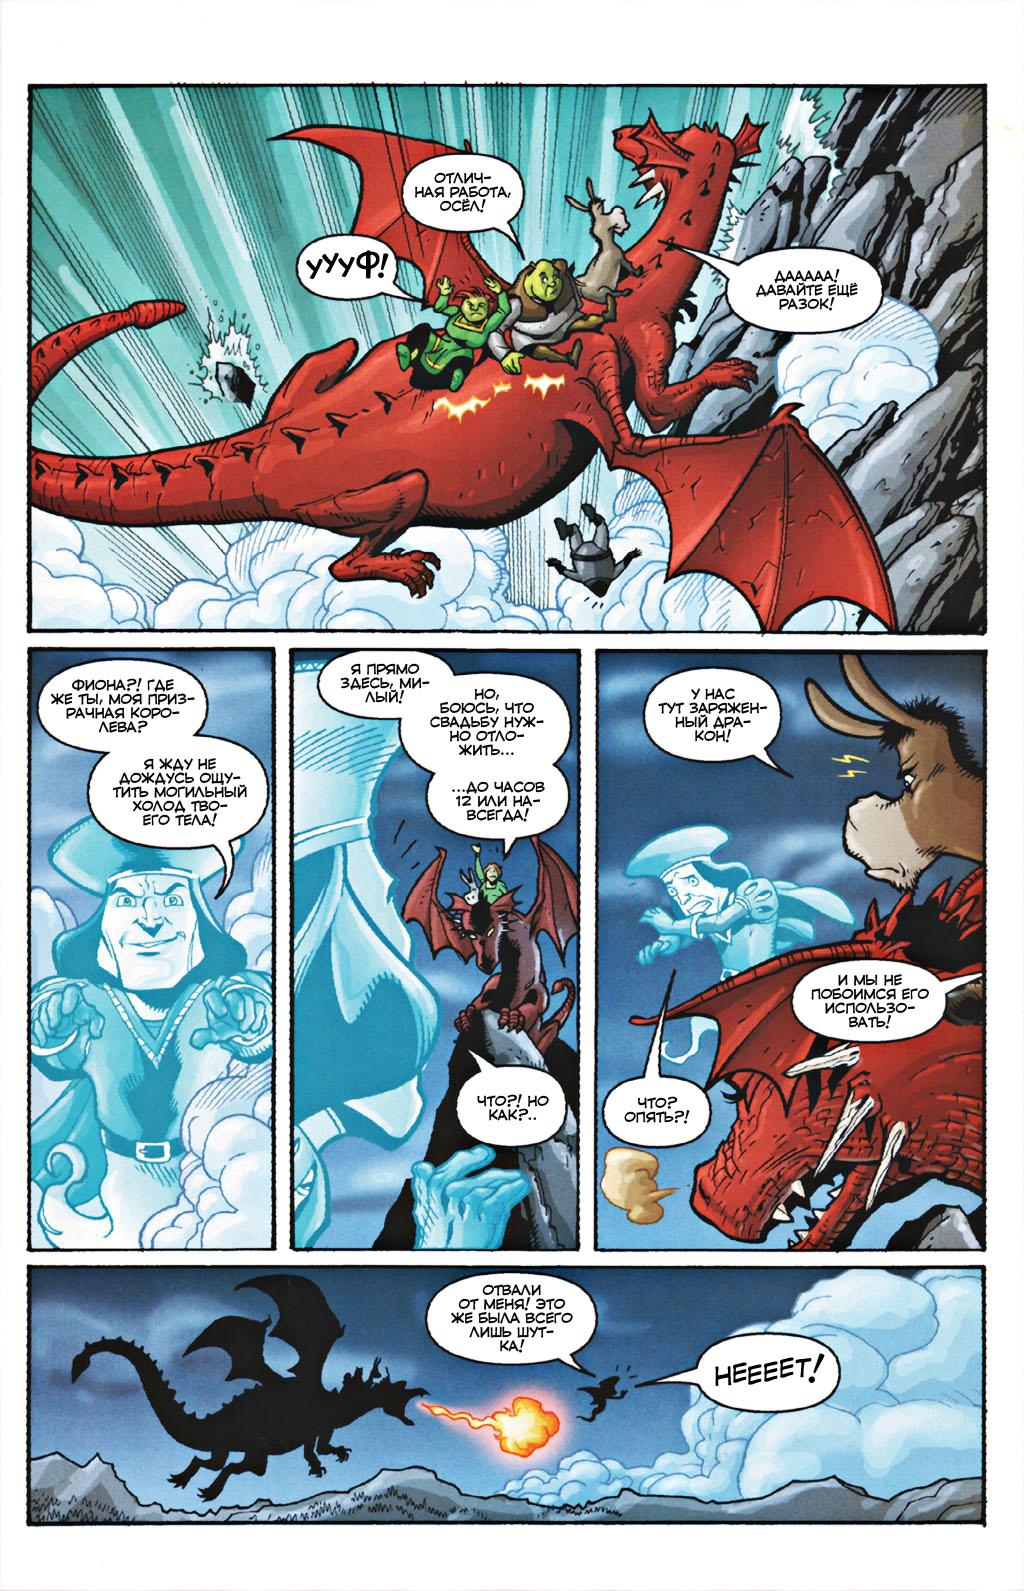 ОТЛИЧ-
НАЯ РАБОТА,
ОСЁЛ!
УУУФ!
ДААААА!
ДАВАЙТЕ ЕЩЁ
РАЗОК!
ФИОНА?! ГДЕ
ЖЕ ТЫ, МОЯ ПРИЗ-
РАЧНАЯ КОРО-
ЛЕВА?
Я ЖДУ НЕ
ДОЖДУСЬ ОЩУ-
ТИТЬ МОГИЛЬНЫЙ
ХОЛОД ТВО-
ЕГО ТЕЛА!
Я ПРЯМО
ЗДЕСЬ, МИ-
ЛЫЙ!
НО,
БОЮСЬ, ЧТО
СВАДЬБУ НУЖ-
НО ОТЛО-
ЖИТЬ...
...ДО ЧАСОВ
12 ИЛИ НА-
ВСЕГДА!
ЧТО?! НО
КАК?..
У НАС
ТУТ ЗАРЯЖЕН-
НЫЙ ДРА-
КОН!
И МЫ НЕ
ПОБОИМСЯ ЕГО
ИСПОЛЬЗО-
ВАТЬ!
ЧТО?
ОПЯТЬ?!
ОТВАЛИ
ОТ МЕНЯ! ЭТО
ЖЕ БЫЛА ВСЕГО
ЛИШЬ ШУТ-
КА!
НЕЕЕЕТ!